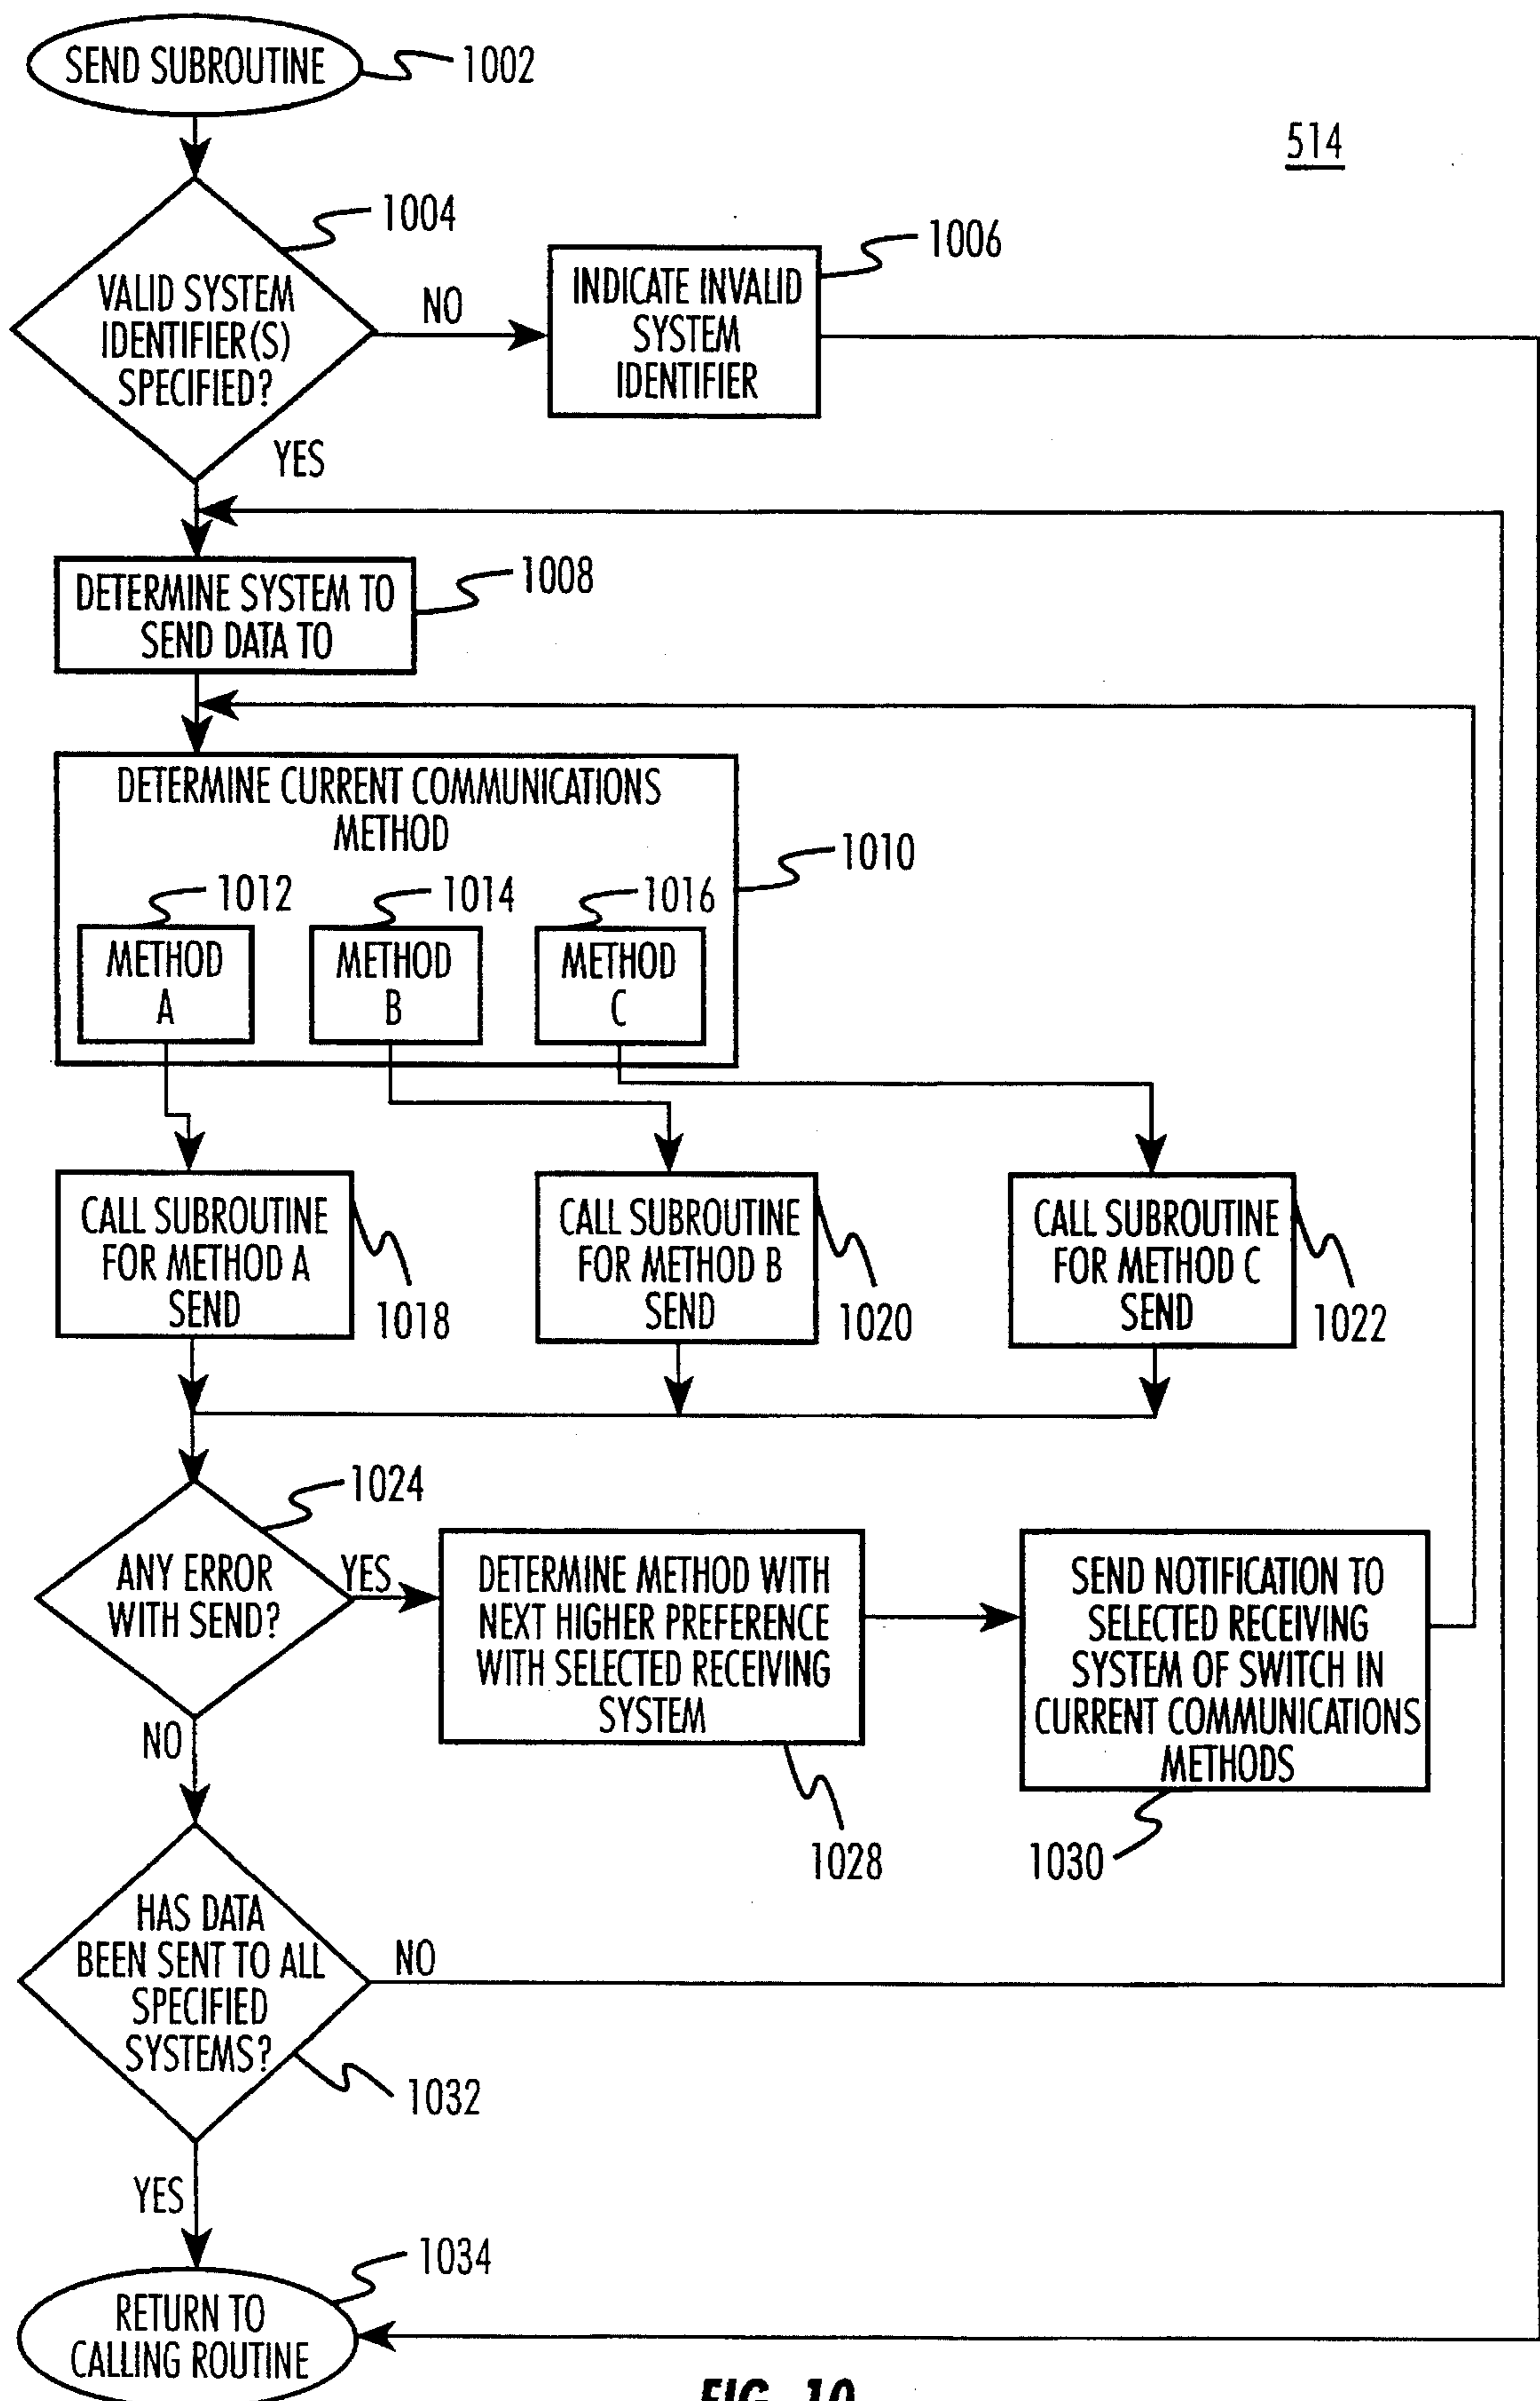 SEND SUBROUTINE
1002
514
1004
VALID SYSTEM
IDENTIFIER(S)
SPECIFIED?
NO
1006
INDICATE INVALID
SYSTEM
IDENTIFIER
YES
DETERMINE SYSTEM TO
SEND DATA TO
1008
DETERMINE CURRENT COMMUNICATIONS
METHOD
1010
1012
1014
1016
METHOD
A
METHOD
B
METHOD
C
CALL SUBROUTINE
FOR METHOD A
SEND
1018
CALL SUBROUTINE
FOR METHOD B
SEND
1020
CALL SUBROUTINE
FOR METHOD C
SEND
1022
1024
ANY ERROR
WITH SEND?
YES
DETERMINE METHOD WITH
NEXT HIGHER PREFERENCE
WITH SELECTED RECEIVING
SYSTEM
1028
SEND NOTIFICATION TO
SELECTED RECEIVING
SYSTEM OF SWITCH IN
CURRENT COMMUNICATIONS
METHODS
1030
NO
HAS DATA
BEEN SENT TO ALL
SPECIFIED
SYSTEMS?
NO
1032
YES
1034
RETURN TO
CALLING ROUTINE
FIG. 10